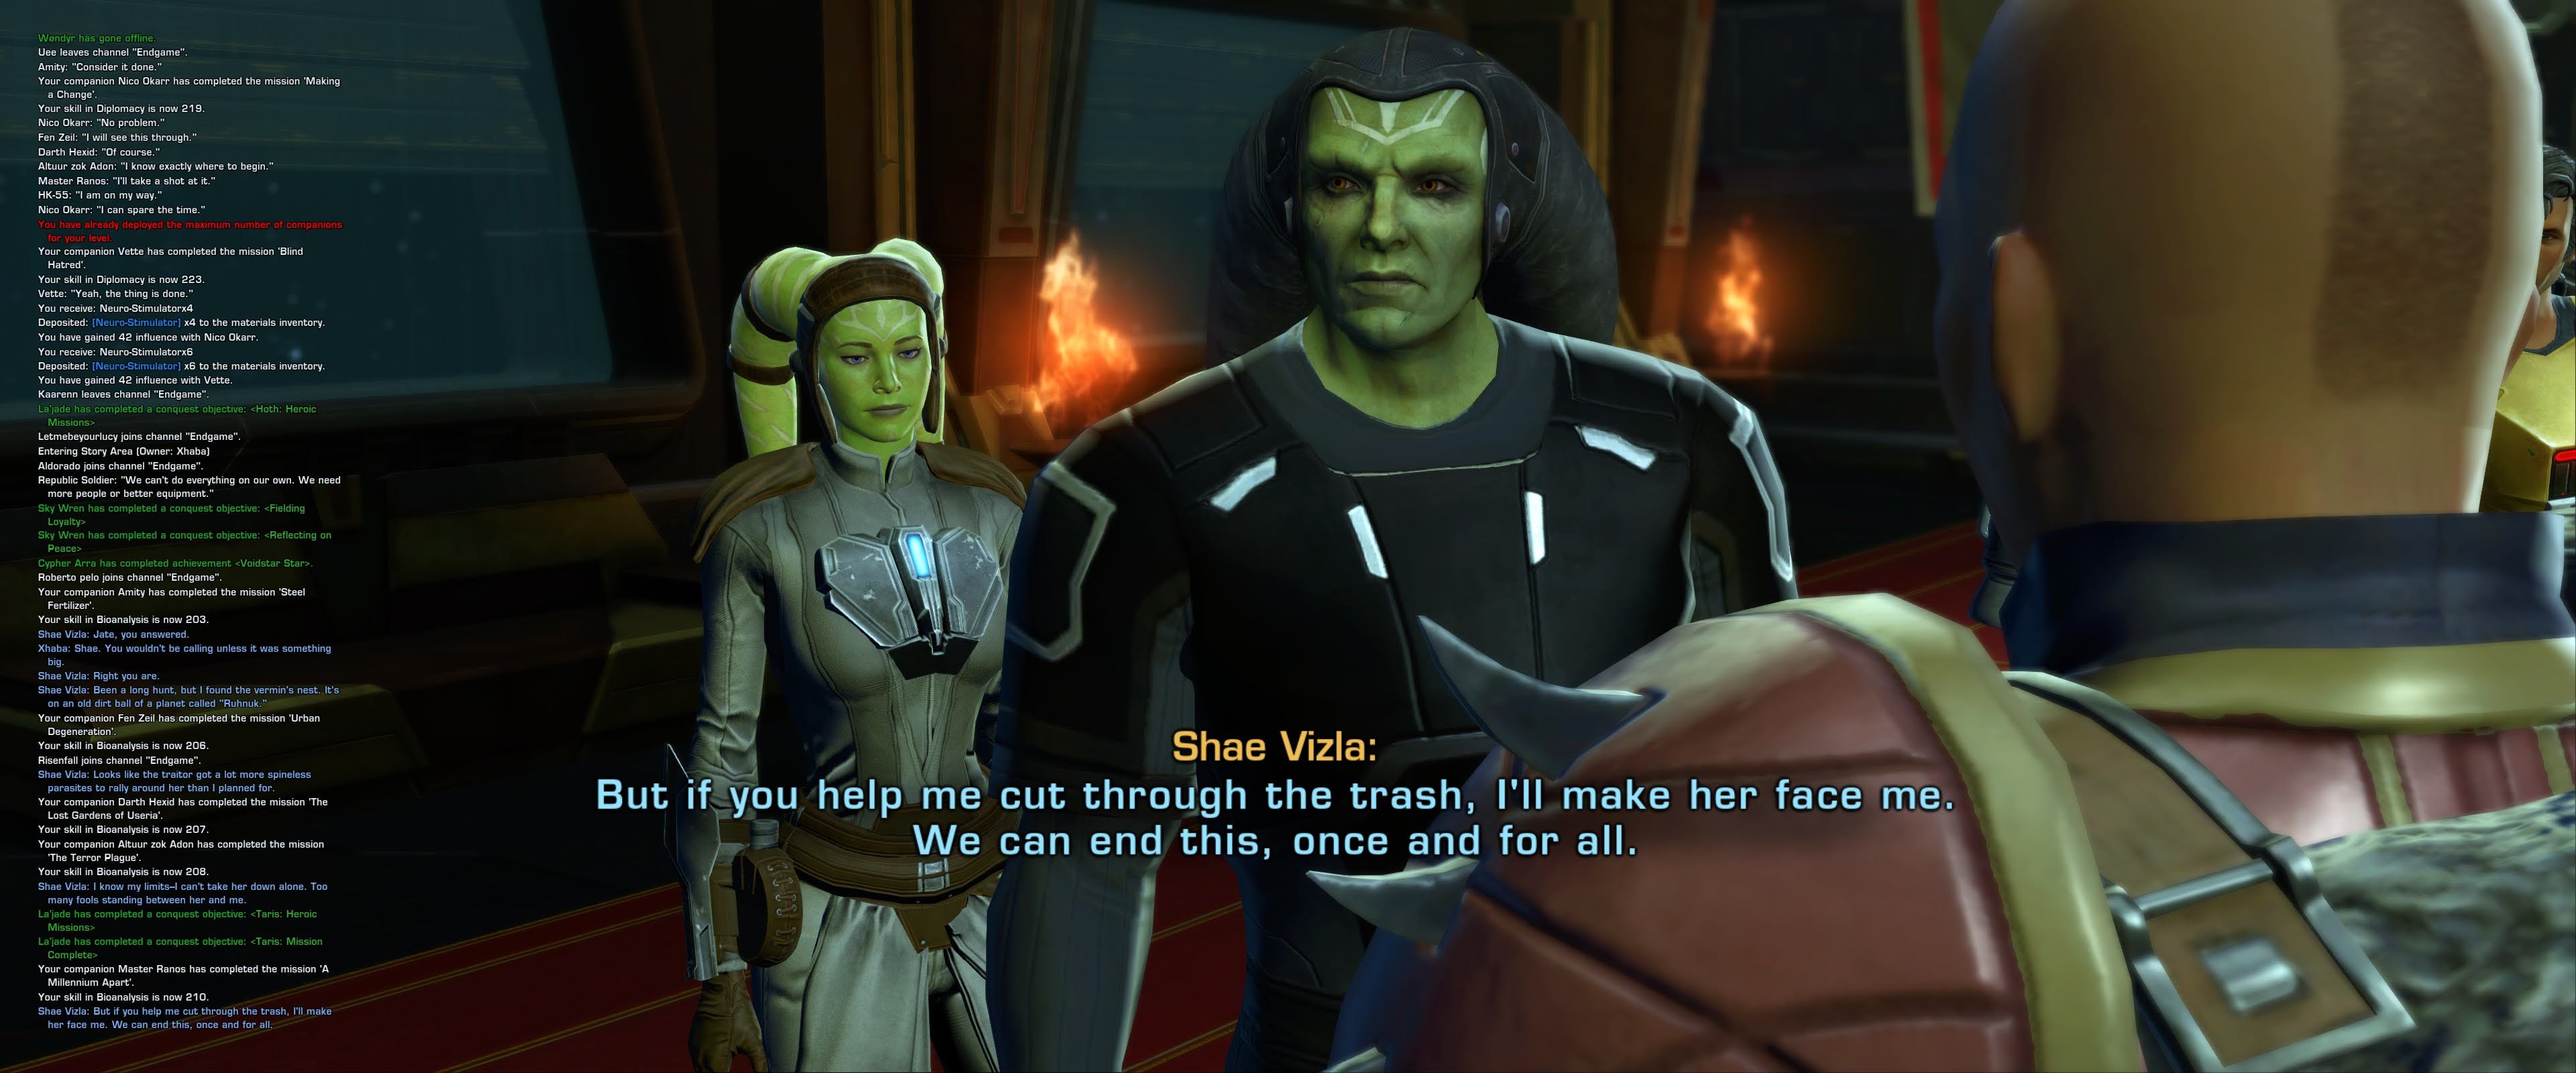 Wøndyr has gone offline.
Uee leaves channel "Endgame".
Amity: "Consider it done."
Your companion Nico Okarr has completed the mission 'Making
a Change'.
Your skill in Diplomacy is now 219.
Nico Okarr: "No problem."
Fen Zeil: "I will see this through."
Darth Hexid: "Of course."
Altuur zok Adon: "I know exactly where to begin."
Master Ranos: "I'll take a shot at it."
HK-55: "I am on my way."
Nico Okarr: "I can spare the time."
You have already deployed the maximum number of companions
for your level.
Your companion Vette has completed the mission 'Blind
Hatred'.
Your skill in Diplomacy is now 223.
Vette: "Yeah, the thing is done."
You receive: Neuro-Stimulatorx4
Deposited: [Neuro-Stimulator] x4 to the materials inventory.
You have gained 42 influence with Nico Okarr.
You receive: Neuro-Stimulatorx6
Deposited: [Neuro-Stimulator] x6 to the materials inventory.
You have gained 42 influence with Vette.
Kaarenn leaves channel "Endgame".
La'jade has completed a conquest objective: <Hoth: Heroic
Missions>
Letmebeyourlucy joins channel "Endgame".
Entering Story Area (Owner: Xhaba)
Aldorado joins channel "Endgame".
Republic Soldier: "We can't do everything on our own. We need
more people or better equipment."
Sky Wren has completed a conquest objective: <Fielding
Loyalty>
Sky Wren has completed a conquest objective: <Reflecting on
Peace>
Cypher Arra has completed achievement <Voidstar Star>.
Roberto pelo joins channel "Endgame".
Your companion Amity has completed the mission 'Steel
Fertilizer'.
Your skill in Bioanalysis is now 203.
Shae Vizla: Jate, you answered.
Xhaba: Shae. You wouldn't be calling unless it was something
big.
Shae Vizla: Right you are.
Shae Vizla: Been a long hunt, but I found the vermin's nest. It's
on an old dirt ball of a planet called "Ruhnuk."
Your companion Fen Zeil has completed the mission 'Urban
Degeneration'.
Your skill in Bioanalysis is now 206.
Risenfall joins channel "Endgame".
Shae Vizla: Looks like the traitor got a lot more spineless
parasites to rally around her than I planned for.
Your companion Darth Hexid has completed the mission 'The
Lost Gardens of Useria'.
Your skill in Bioanalysis is now 207.
Your companion Altuur zok Adon has completed the mission
'The Terror Plague'.
Your skill in Bioanalysis is now 208.
Shae Vizla: I know my limits–I can't take her down alone. Too
many fools standing between her and me.
La'jade has completed a conquest objective: <Taris: Heroic
Missions>
La'jade has completed a conquest objective: <Taris: Mission
Complete>
Your companion Master Ranos has completed the mission 'A
Millennium Apart'.
Your skill in Bioanalysis is now 210.
Shae Vizla: But if you help me cut through the trash, I'll make
her face me. We can end this, once and for all.
Shae Vizla:
But if you help me cut through the trash, I'll make her face me.
We can end this, once and for all.